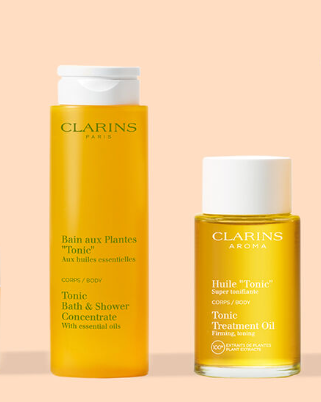 CLARINS
PARIS
Bain aux Plantes
"Tonic"
Aux huiles essentielles
CORPS / BODY
Tonic
Bath & Shower
Concentrate
With essential oils
CLARINS
AROMA
Huile "Tonic"
Super tonifiante
CORPS / BODY
Tonic
Treatment Oil
Firming, toning
100%
EXTRAITS DE PLANTES
PLANT EXTRACTS